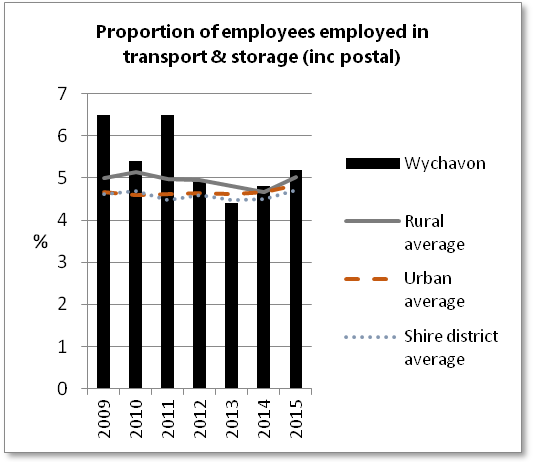 Proportion of employees employed in
transport & storage (inc postal)
7
6
5
4
3
2
1
0
%
2009
2010
2011
2012
2013
2014
2015
Wychavon
Rural
average
Urban
average
Shire district
average